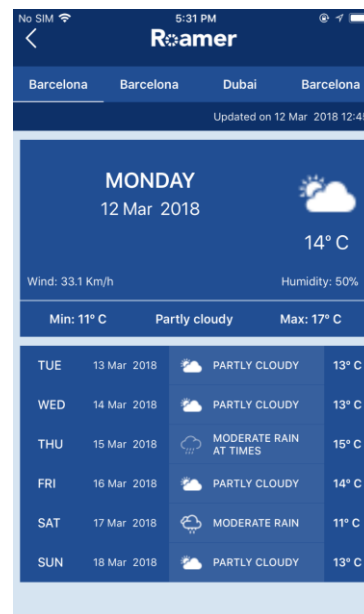 No SIM 5:31 PM
Roamer
Barcelona Barcelona Dubai Barcelona
Updated on 12 Mar 2018 12:45
MONDAY
12 Mar 2018
14° C
Wind: 33.1 Km/h Humidity: 50%
Min: 11° C Partly cloudy Max: 17° C
TUE 13 Mar 2018 PARTLY CLOUDY 13° C
WED 14 Mar 2018 PARTLY CLOUDY 13° C
THU 15 Mar 2018 MODERATE RAIN
AT TIMES 15° C
FRI 16 Mar 2018 PARTLY CLOUDY 14° C
SAT 17 Mar 2018 MODERATE RAIN 11° C
SUN 18 Mar 2018 PARTLY CLOUDY 13° C